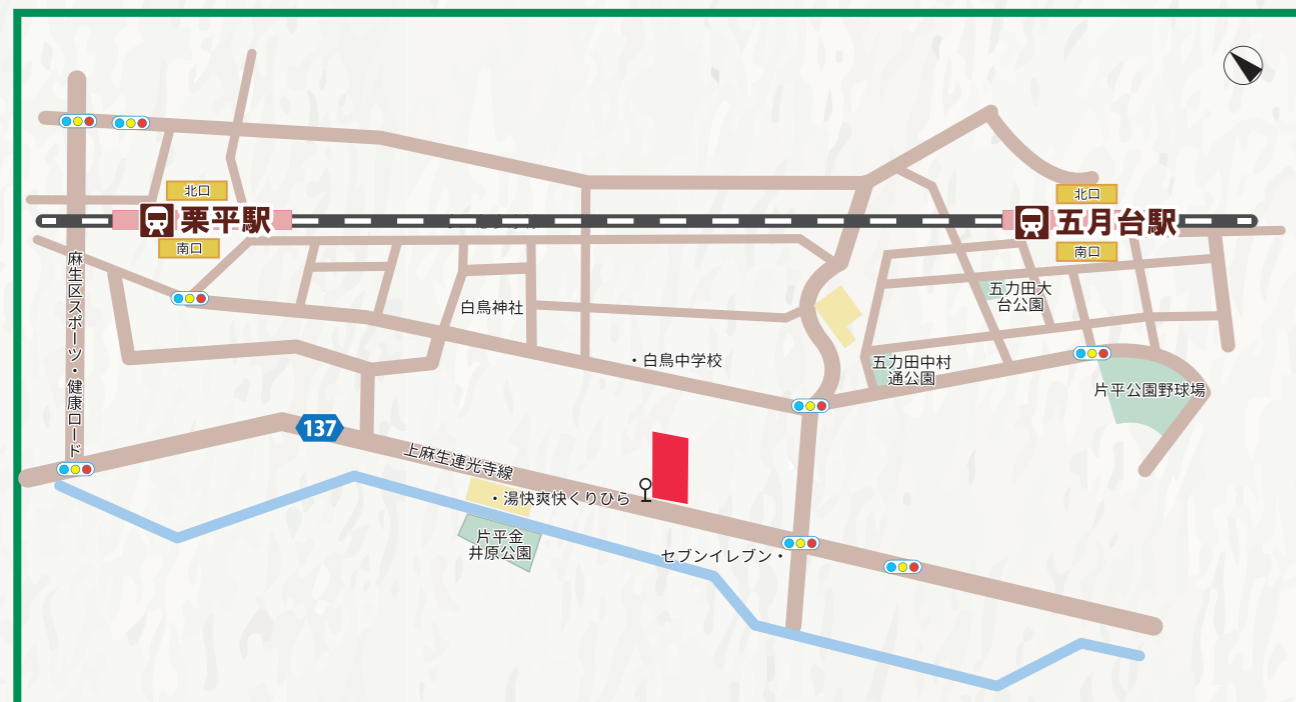 北口
栗平駅
南口
北口
五月台駅
南口
麻生区スポーツ・健康ロード
白鳥神社
五力田大
台公園
・白鳥中学校
五力田中村
通公園
片平公園野球場
137
上麻生連光寺線
・湯快爽快くりひら
片平金
井原公園
セブンイレブン・